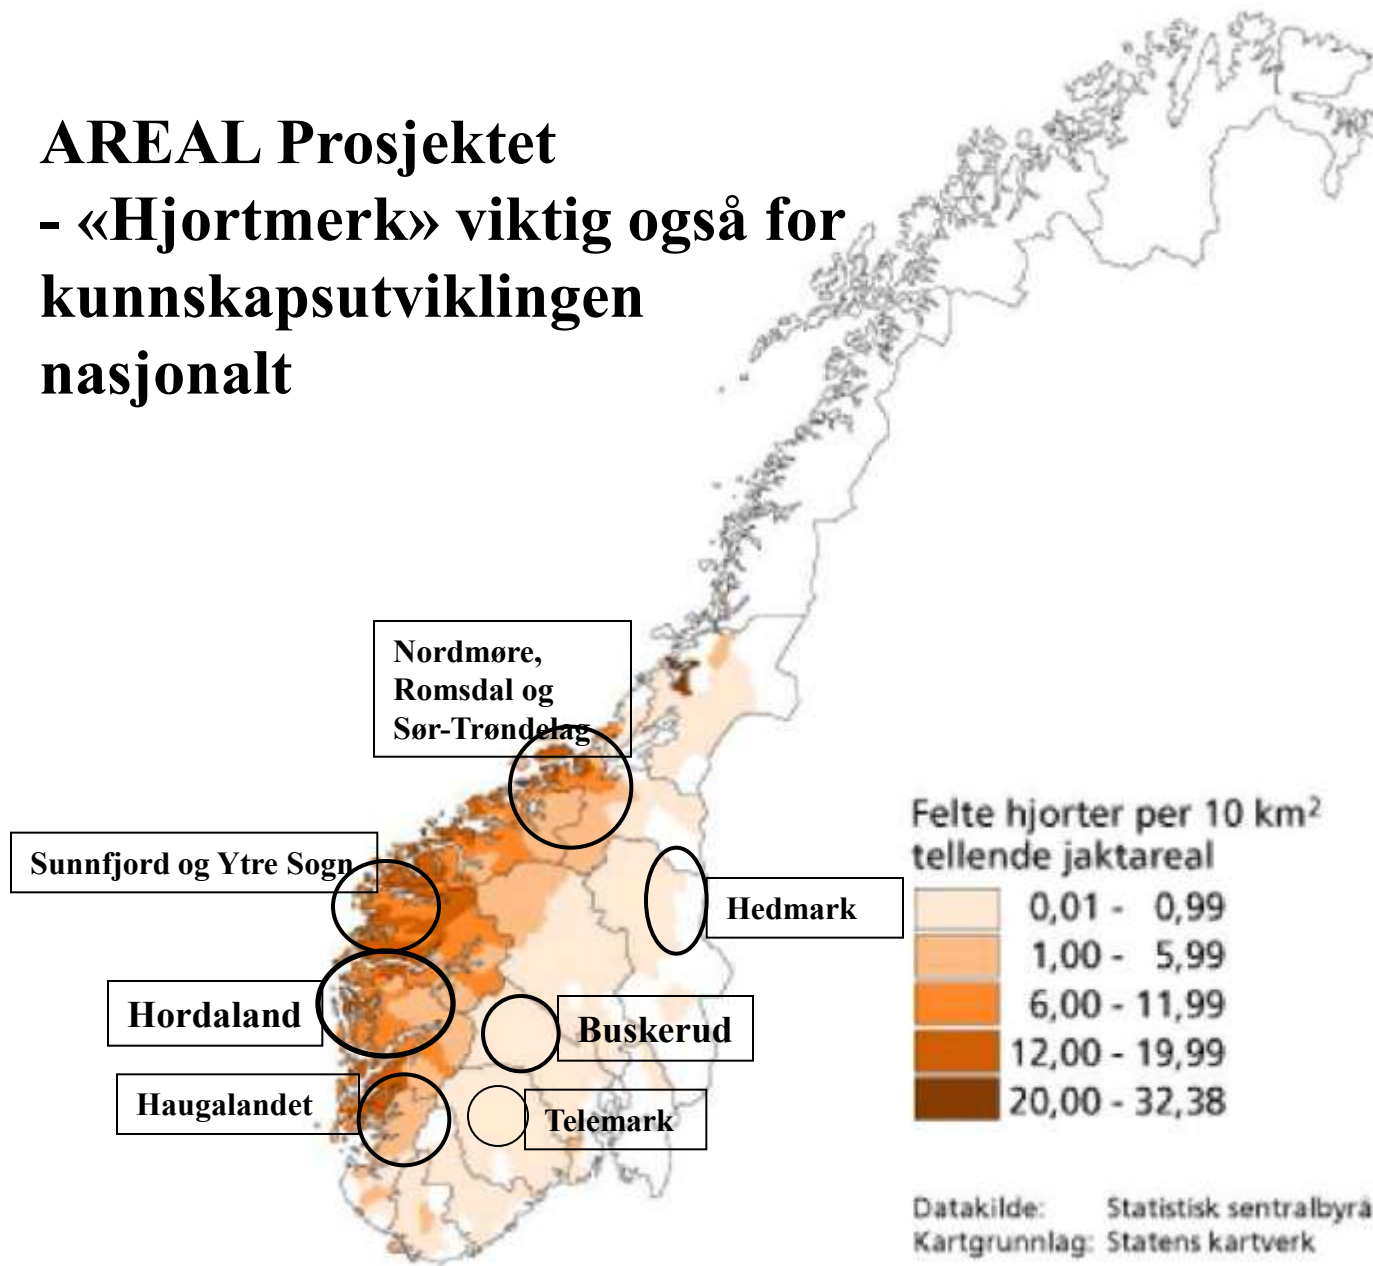 AREAL Prosjektet
- «Hjortmerk» viktig også for
kunnskapsutviklingen
nasjonalt
Nordmøre,
Romsdal og
Sør-Trøndelag
Sunnfjord og Ytre Sogn
Hedmark
Hordaland
Buskerud
Haugalandet
Telemark
Felte hjorter per 10 km²
tellende jaktareal
0,01 - 0,99
1,00 - 5,99
6,00 - 11,99
12,00 - 19,99
20,00 - 32,38
Datakilde: Statistisk sentralbyrå
Kartgrunnlag: Statens kartverk